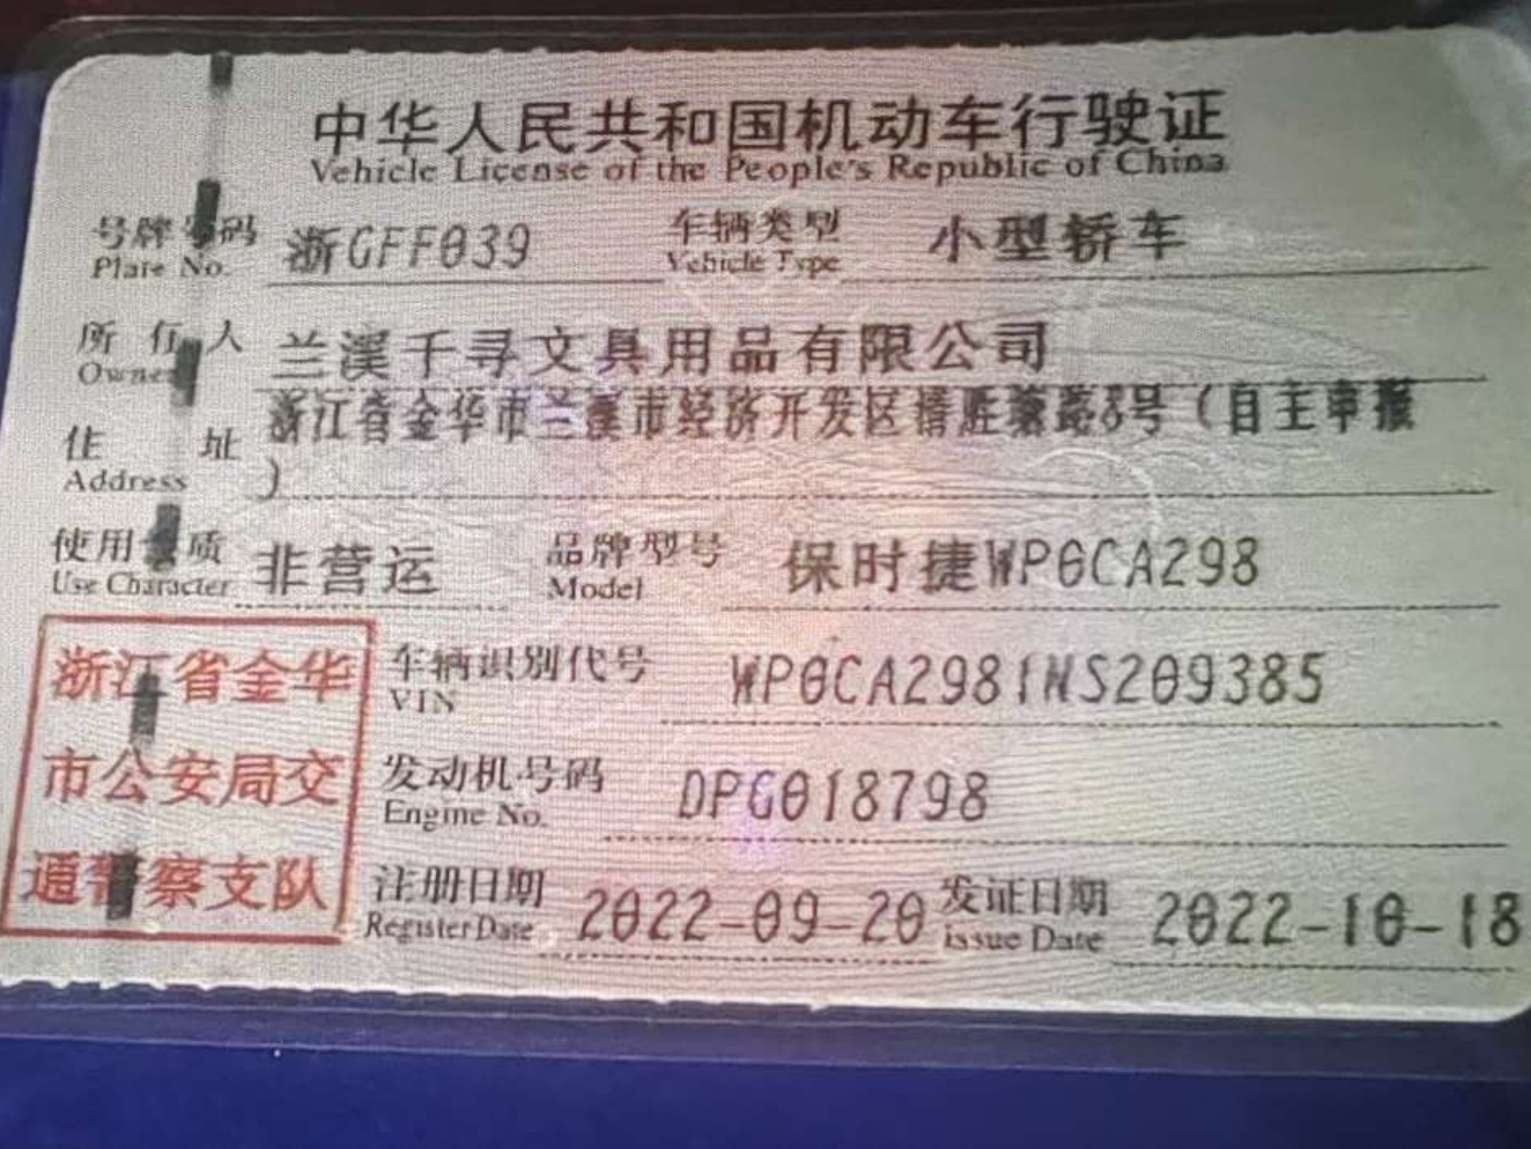 中华人民共和国机动车行驶证
Vehicle License of the People's Republic of China
号牌号码 浙GFF039 车辆类型 小型轿车
Plate No. Vehicle Type
所有人 兰溪千寻文具用品有限公司
Owner
住址 浙江省金华市兰溪市经济开发区 8号（自主申报
Address ）
使用性质 非营运 品牌型号 保时捷WP0CA298
Use Character Model
浙江省金华 车辆识别代号 WP0CA2981NS209385
VIN
市公安局交 发动机号码 DPG018798
Engine No.
通警察支队 注册日期 2022-09-20 发证日期 2022-10-18
Register Date Issue Date